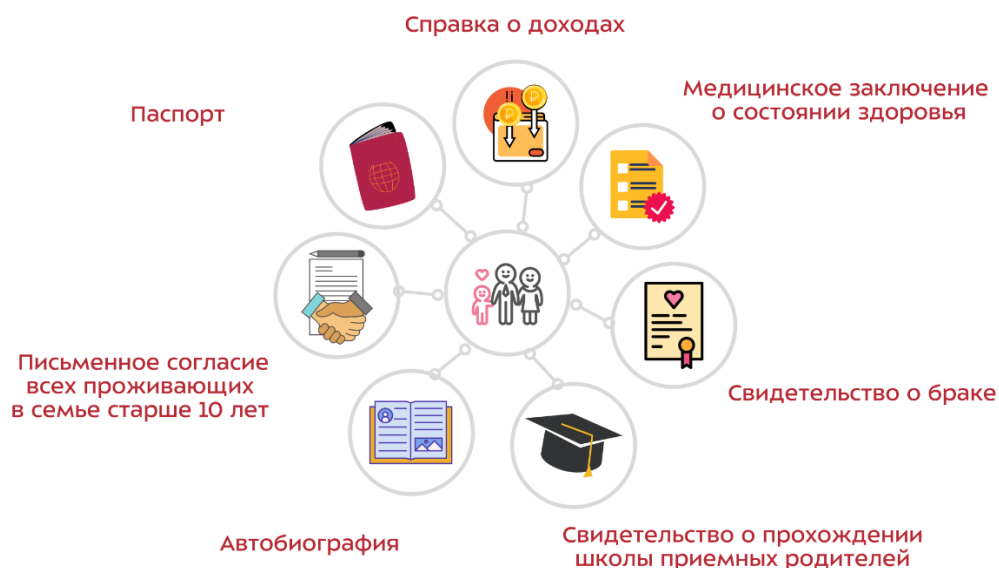 Справка о доходах
Медицинское заключение
о состоянии здоровья
Паспорт
Письменное согласие
всех проживающих
в семье старше 10 лет
Свидетельство о браке
Автобиография
Свидетельство о прохождении
школы приемных родителей